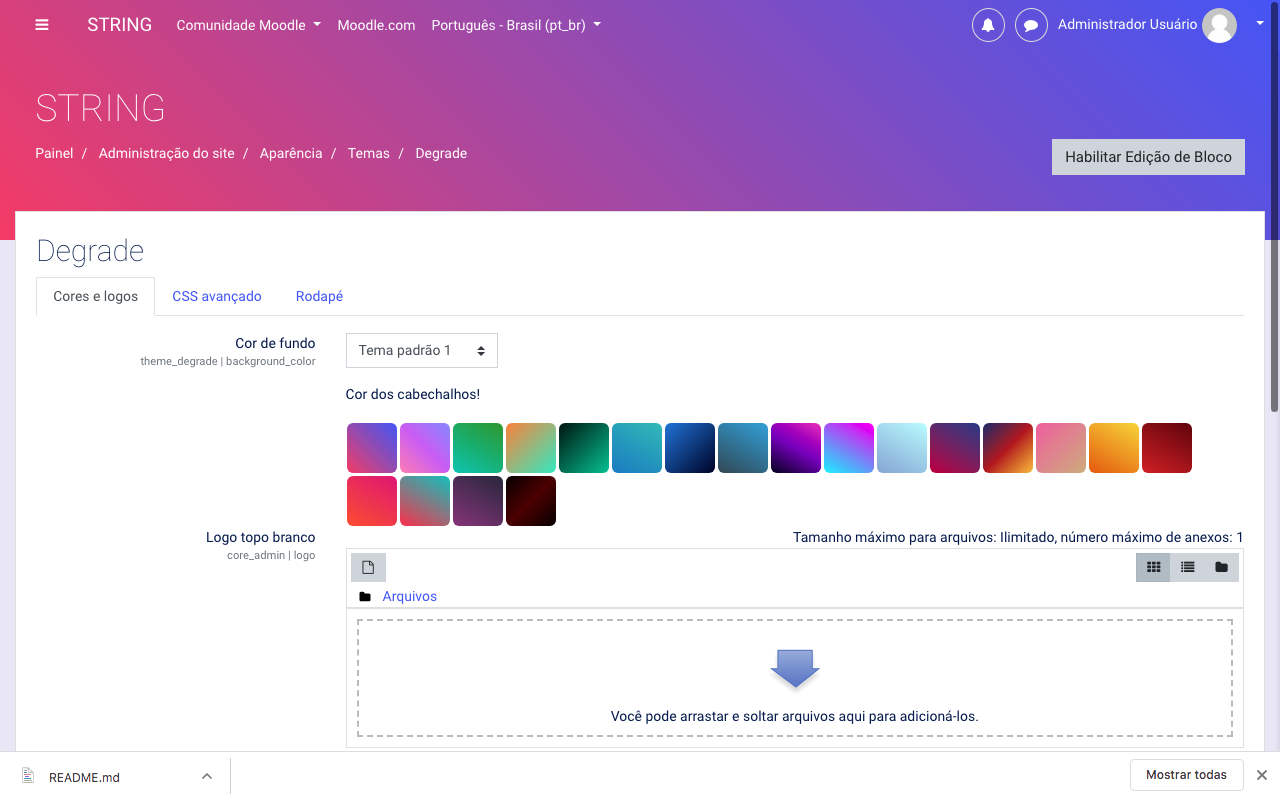 STRING Comunidade Moodle Moodle.com Português - Brasil (pt_br) Administrador Usuário
STRING
Painel / Administração do site / Aparência / Temas / Degrade
Habilitar Edição de Bloco
Degrade
Cores e logos CSS avançado Rodapé
Cor de fundo
theme_degrade | background_color
Tema padrão 1
Cor dos cabechalhos!
Logo topo branco
core_admin | logo
Tamanho máximo para arquivos: Ilimitado, número máximo de anexos: 1
Arquivos
Você pode arrastar e soltar arquivos aqui para adicioná-los.
README.md
Mostrar todas